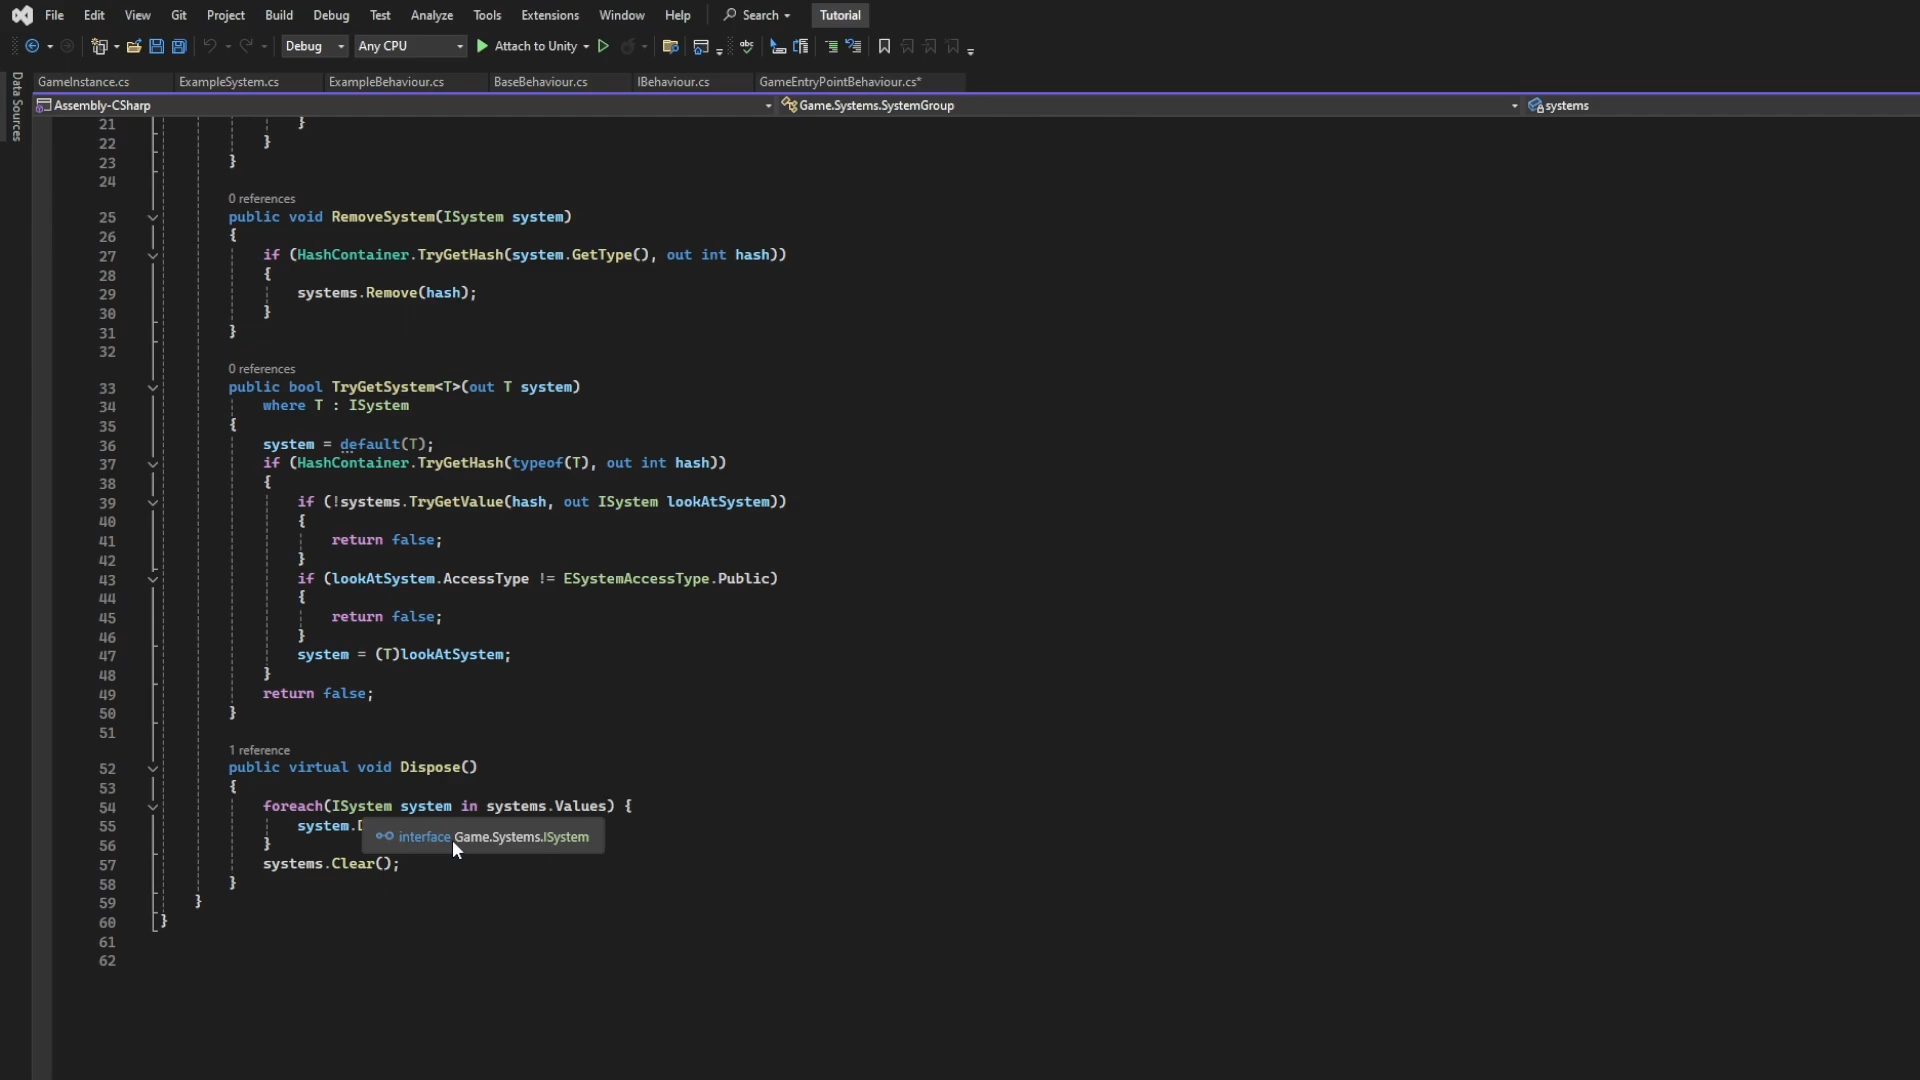 File Edit View Git Project Build Debug Test Analyze Tools Extensions Window Help Search Tutorial
Debug Any CPU Attach to Unity
Data Sources
GameInstance.cs ExampleSystem.cs ExampleBehaviour.cs BaseBehaviour.cs IBehaviour.cs GameEntryPointBehaviour.cs*
Assembly-CSharp Game.Systems.SystemGroup systems
21 }
22 }
23 }
24
0 references
25 public void RemoveSystem(ISystem system)
26 {
27 if (HashContainer.TryGetHash(system.GetType(), out int hash))
28 {
29 systems.Remove(hash);
30 }
31 }
32
0 references
33 public bool TryGetSystem<T>(out T system)
34 where T : ISystem
35 {
36 system = default(T);
37 if (HashContainer.TryGetHash(typeof(T), out int hash))
38 {
39 if (!systems.TryGetValue(hash, out ISystem lookAtSystem))
40 {
41 return false;
42 }
43 if (lookAtSystem.AccessType != ESystemAccessType.Public)
44 {
45 return false;
46 }
47 system = (T)lookAtSystem;
48 }
49 return false;
50 }
51
1 reference
52 public virtual void Dispose()
53 {
54 foreach(ISystem system in systems.Values) {
55 system.
interface Game.Systems.ISystem
56 }
57 systems.Clear();
58 }
59 }
60 }
61
62